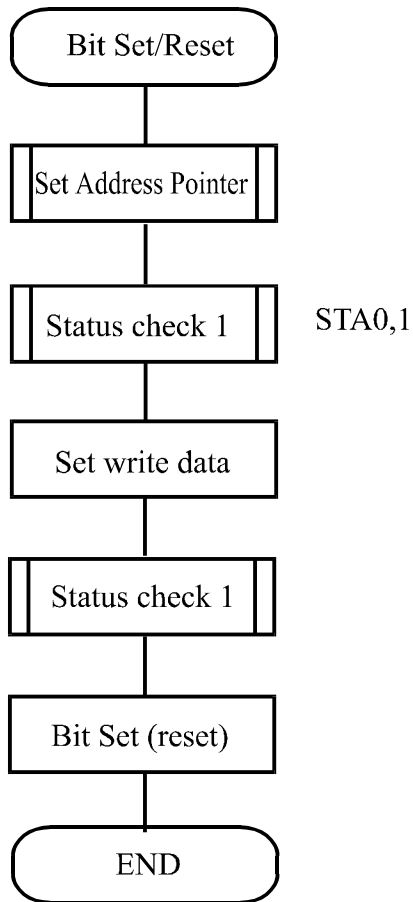 Bit Set/Reset
Set Address Pointer
Status check 1
STA0,1
Set write data
Status check 1
Bit Set (reset)
END